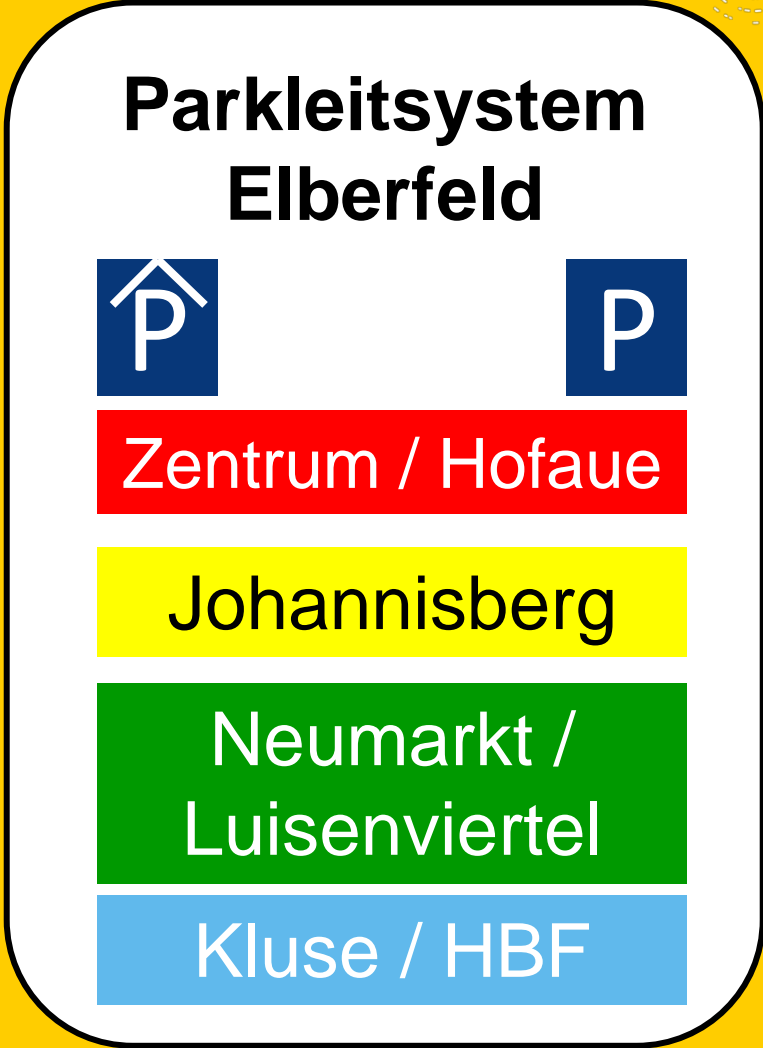 Parkleitsystem
Elberfeld
P P
Zentrum / Hofaue
Johannisberg
Neumarkt /
Luisenviertel
Kluse / HBF